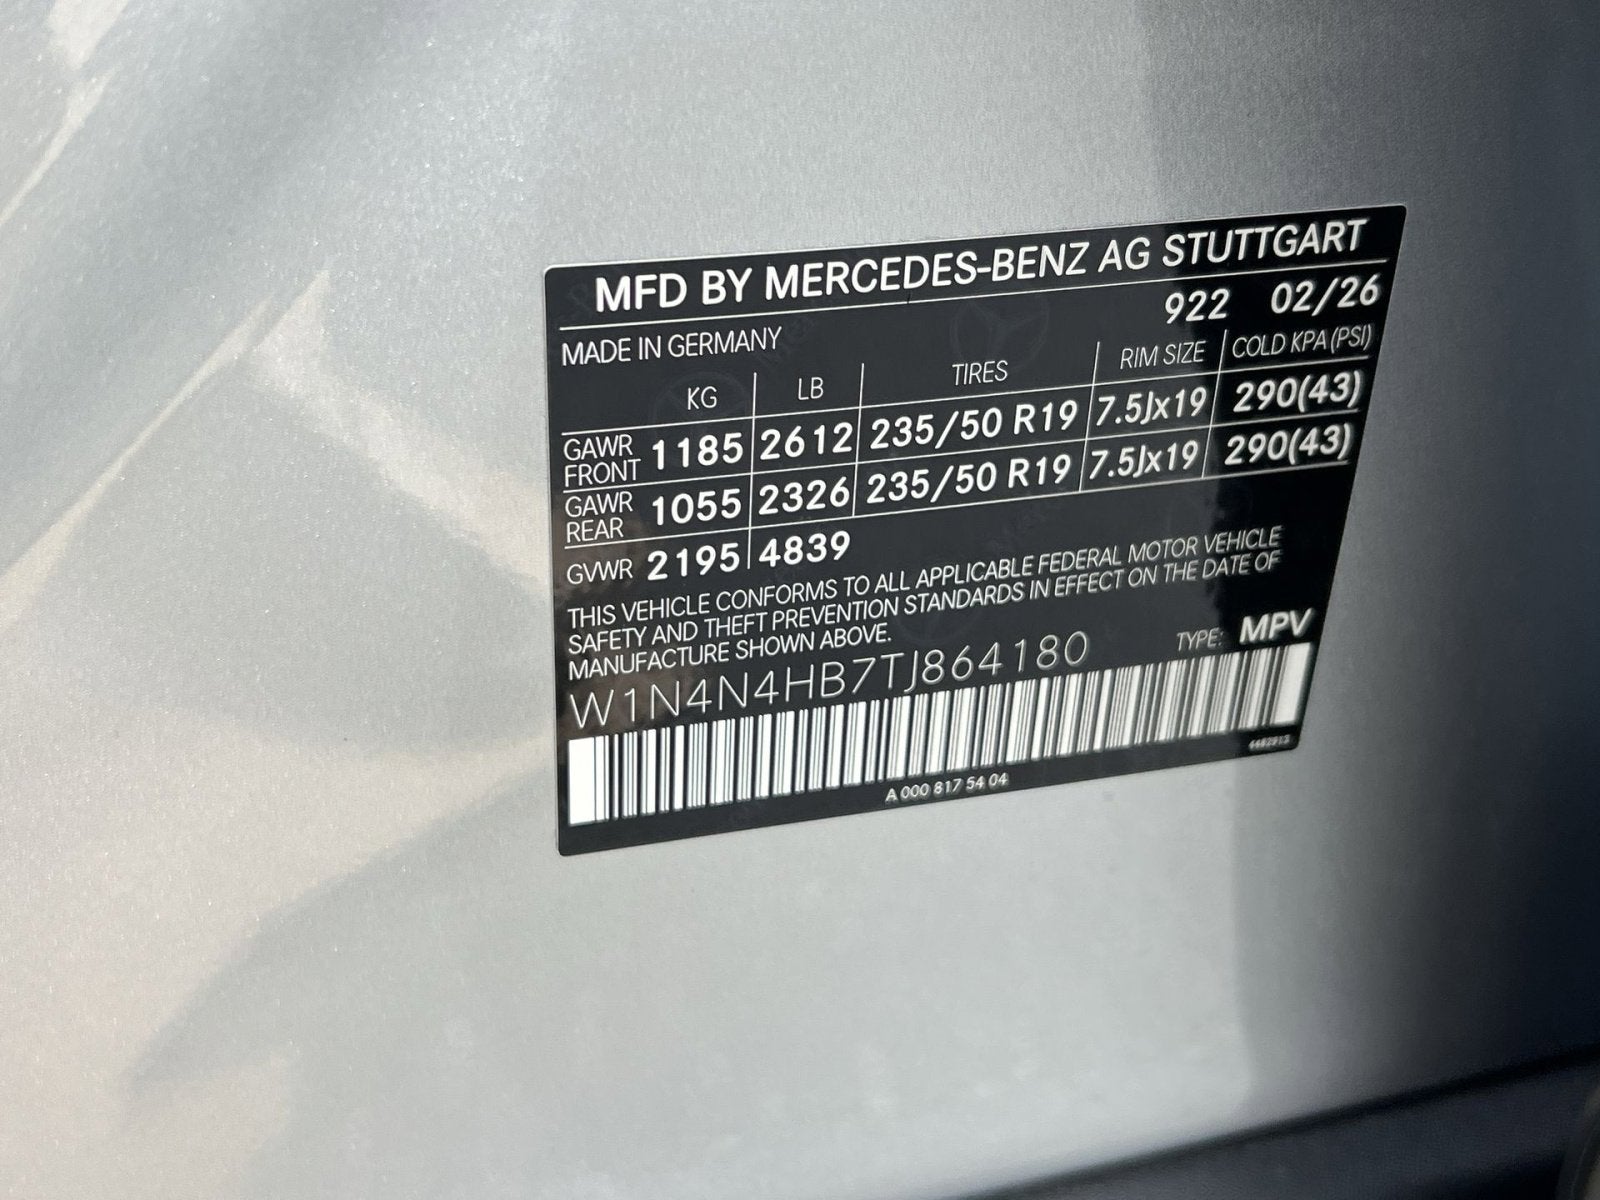 MFD BY MERCEDES-BENZ AG STUTTGART
922 02/26
MADE IN GERMANY
KG LB TIRES RIM SIZE COLD KPA (PSI)
GAWR FRONT 1185 2612 235/50 R19 7.5Jx19 290(43)
GAWR REAR 1055 2326 235/50 R19 7.5Jx19 290(43)
GVWR 2195 4839
THIS VEHICLE CONFORMS TO ALL APPLICABLE FEDERAL MOTOR VEHICLE
SAFETY AND THEFT PREVENTION STANDARDS IN EFFECT ON THE DATE OF
MANUFACTURE SHOWN ABOVE.
TYPE: MPV
W1N4N4HB7TJ864180
A 000 817 54 04